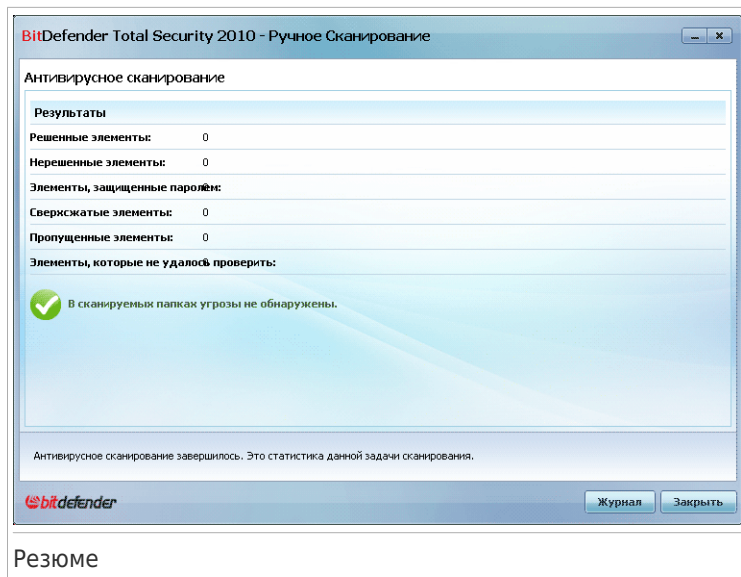 BitDefender Total Security 2010 - Ручное Сканирование
Антивирусное сканирование
Результаты
Решенные элементы: 0
Нерешенные элементы: 0
Элементы, защищенные паролем: 0
Сверхсжатые элементы: 0
Пропущенные элементы: 0
Элементы, которые не удалось проверить: 0
В сканируемых папках угрозы не обнаружены.
Антивирусное сканирование завершилось. Это статистика данной задачи сканирования.
bitdefender
Журнал Закрыть
Резюме